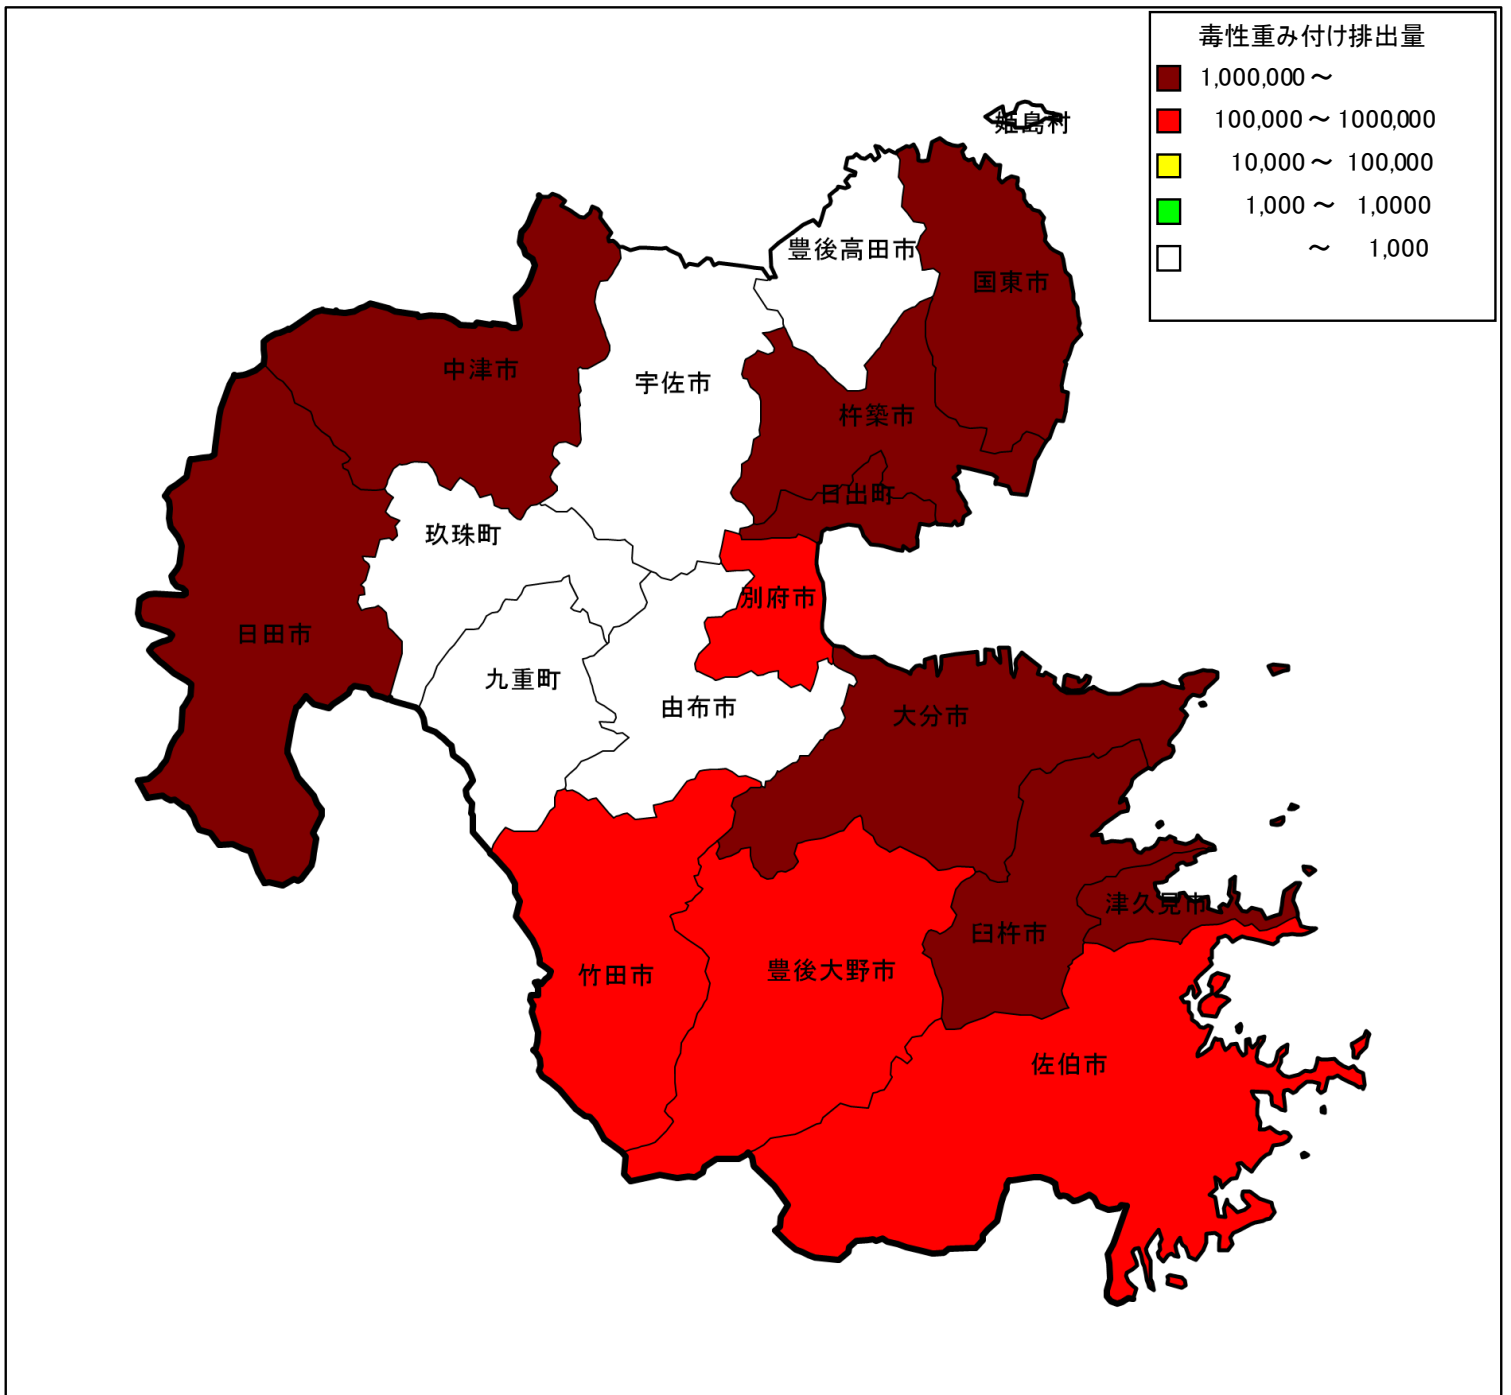 毒性重み付け排出量
1,000,000～
100,000～1000,000
10,000～ 100,000
1,000～ 1,0000
～ 1,000
姫島村
豊後高田市
国東市
中津市
宇佐市
杵築市
日出町
玖珠町
別府市
日田市
九重町
由布市
大分市
津久見市
臼杵市
竹田市
豊後大野市
佐伯市